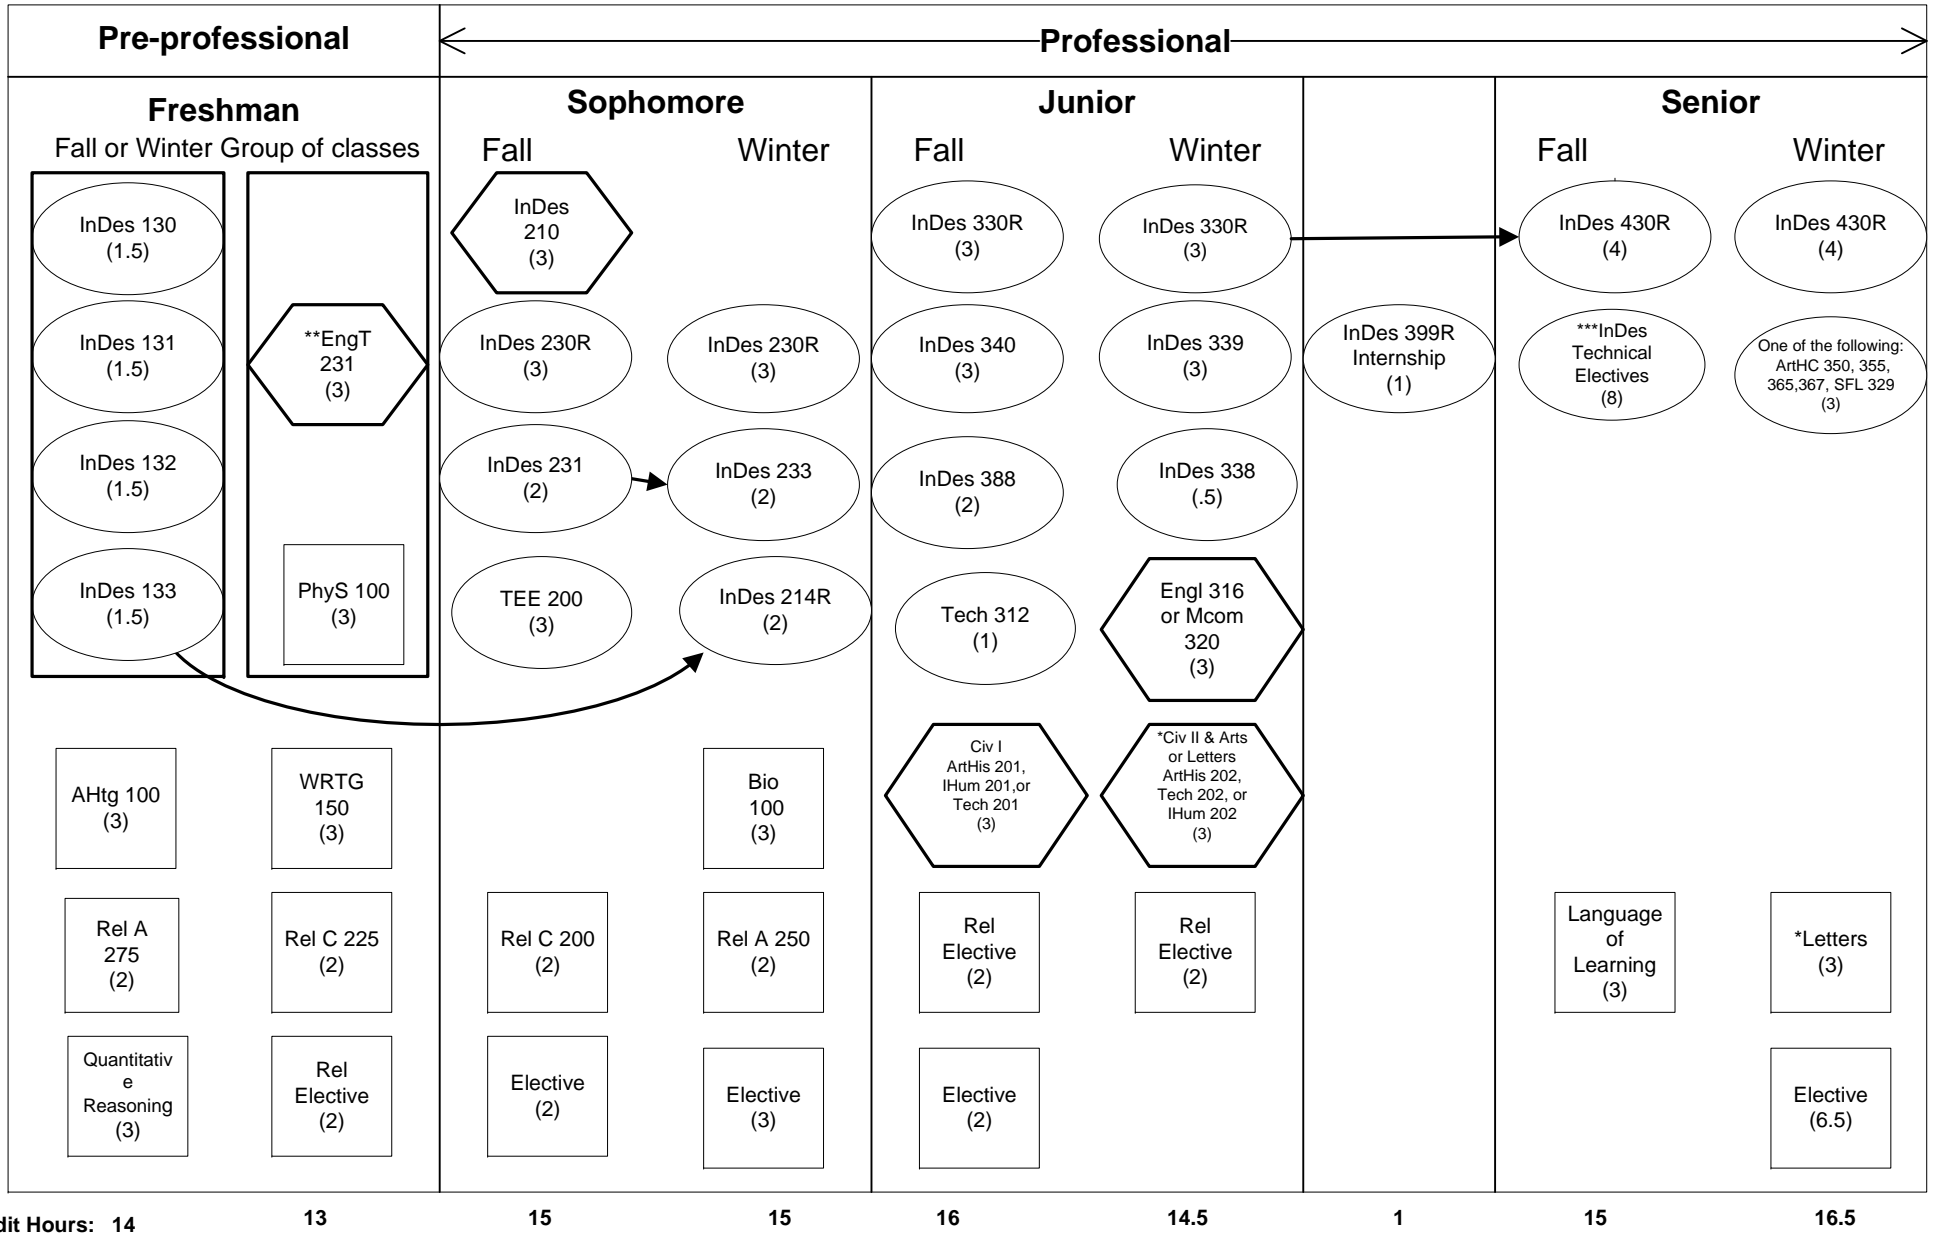 Pre-professional
Professional
Freshman
Fall or Winter Group of classes
InDes 130
(1.5)
InDes 131
(1.5)
InDes 132
(1.5)
InDes 133
(1.5)
**EngT
231
(3)
PhyS 100
(3)
AHtg 100
(3)
WRTG
150
(3)
Rel A
275
(2)
Rel C 225
(2)
Quantitativ
e
Reasoning
(3)
Rel
Elective
(2)
Sophomore
Fall
Winter
InDes
210
(3)
InDes 230R
(3)
InDes 230R
(3)
InDes 231
(2)
InDes 233
(2)
TEE 200
(3)
InDes 214R
(2)
Bio
100
(3)
Rel C 200
(2)
Rel A 250
(2)
Elective
(2)
Elective
(3)
Junior
Fall
Winter
InDes 330R
(3)
InDes 330R
(3)
InDes 340
(3)
InDes 339
(3)
InDes 388
(2)
InDes 338
(.5)
Tech 312
(1)
Engl 316
or Mcom
320
(3)
Civ I
ArtHis 201,
IHum 201,or
Tech 201
(3)
*Civ II & Arts
or Letters
ArtHis 202,
Tech 202, or
IHum 202
(3)
Rel
Elective
(2)
Rel
Elective
(2)
Elective
(2)
InDes 399R
Internship
(1)
Senior
Fall
Winter
InDes 430R
(4)
InDes 430R
(4)
***InDes
Technical
Electives
(8)
One of the following:
ArtHC 350, 355,
365,367, SFL 329
(3)
Language
of
Learning
(3)
*Letters
(3)
Elective
(6.5)
dit Hours: 14
13
15
15
16
14.5
1
15
16.5